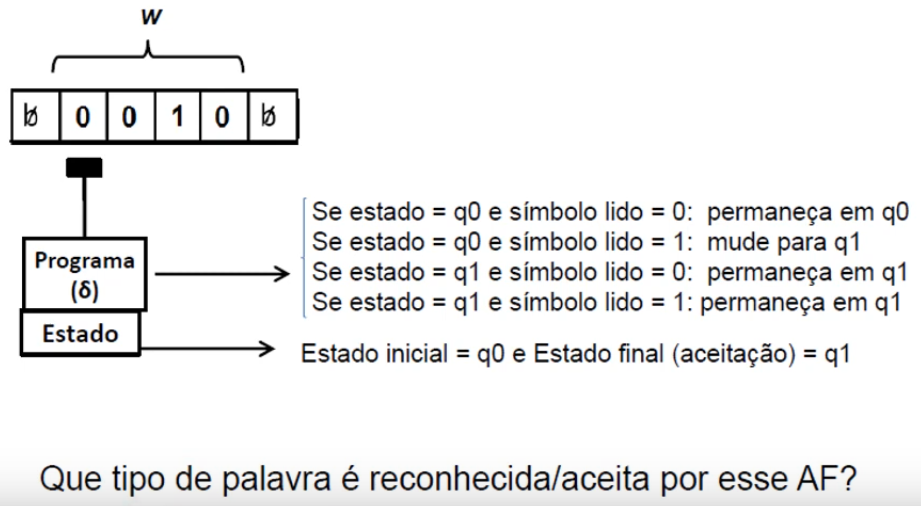 w
ƀ 0 0 1 0 ƀ
Se estado = q0 e símbolo lido = 0: permaneça em q0
Se estado = q0 e símbolo lido = 1: mude para q1
Programa
(δ)
Se estado = q1 e símbolo lido = 0: permaneça em q1
Se estado = q1 e símbolo lido = 1: permaneça em q1
Estado
Estado inicial = q0 e Estado final (aceitação) = q1
Que tipo de palavra é reconhecida/aceita por esse AF?